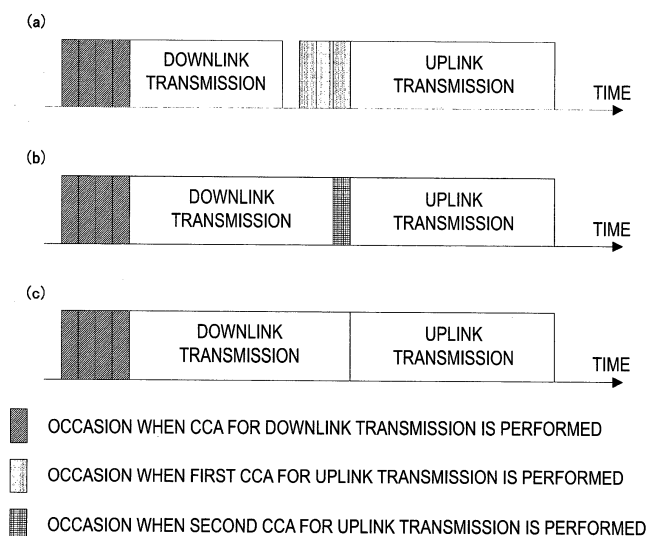 (a)
DOWNLINK
TRANSMISSION
UPLINK
TRANSMISSION
TIME
(b)
DOWNLINK
TRANSMISSION
UPLINK
TRANSMISSION
TIME
(c)
DOWNLINK
TRANSMISSION
UPLINK
TRANSMISSION
TIME
OCCASION WHEN CCA FOR DOWNLINK TRANSMISSION IS PERFORMED
OCCASION WHEN FIRST CCA FOR UPLINK TRANSMISSION IS PERFORMED
OCCASION WHEN SECOND CCA FOR UPLINK TRANSMISSION IS PERFORMED